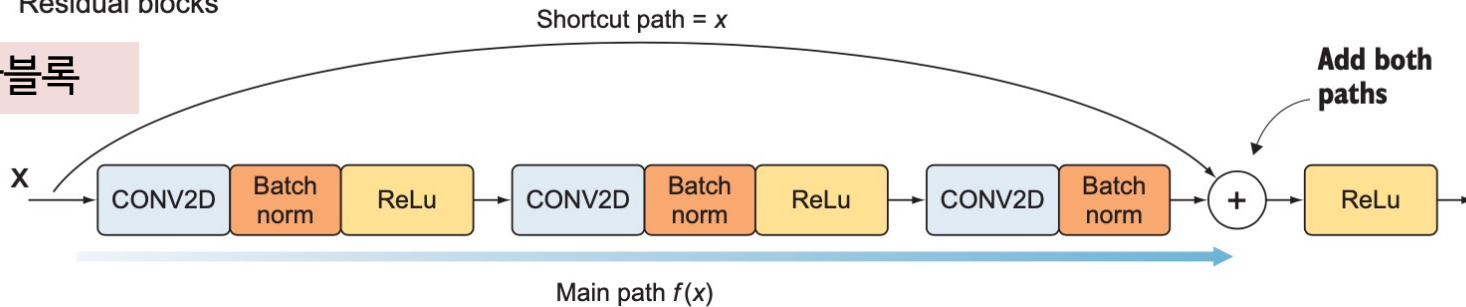 Residual blocks
블록
Shortcut path = x
Add both
paths
X
CONV2D
Batch
norm
ReLu
CONV2D
Batch
norm
ReLu
CONV2D
Batch
norm
+
ReLu
Main path f(x)